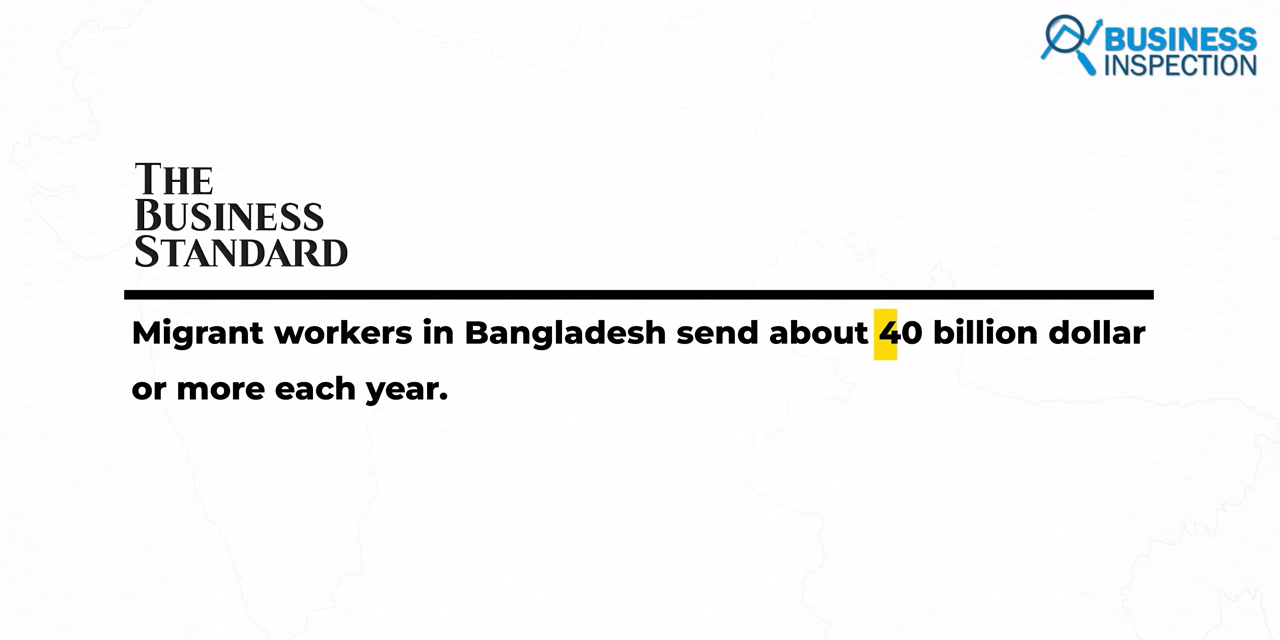 BUSINESS
INSPECTION
THE
BUSINESS
STANDARD
Migrant workers in Bangladesh send about 40 billion dollar
or more each year.